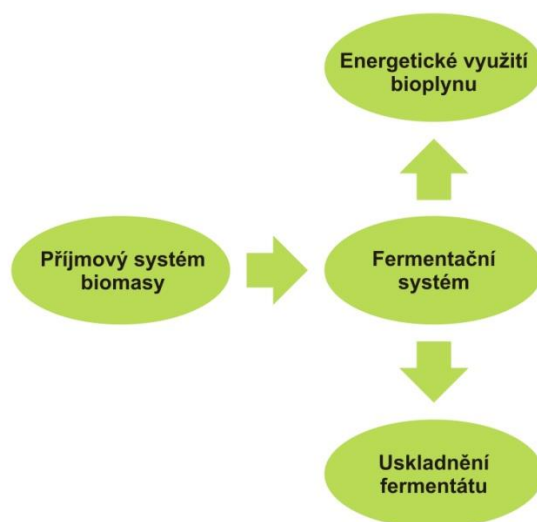 Energetické využití
bioplynu
Příjmový systém
biomasy
Fermentační
systém
Uskladnění
fermentátu